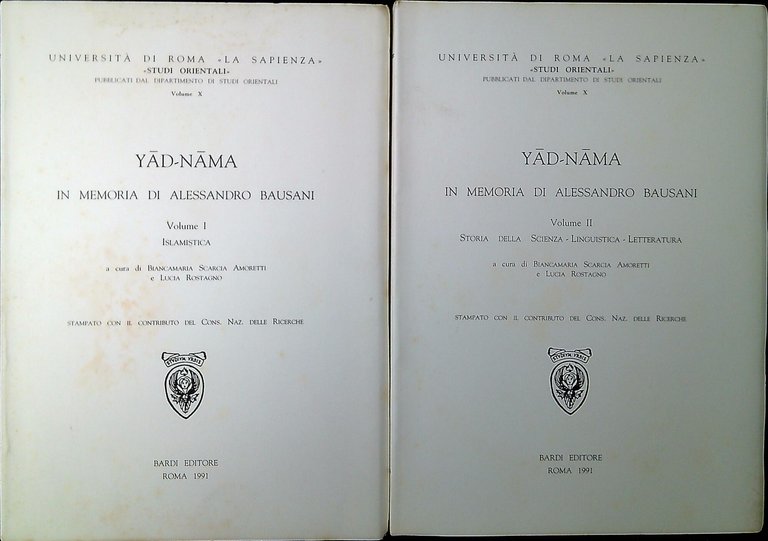 UNIVERSITÀ DI ROMA «LA SAPIENZA»
«STUDI ORIENTALI»
PUBBLICATI DAL DIPARTIMENTO DI STUDI ORIENTALI
Volume X
YĀD-NĀMA
IN MEMORIA DI ALESSANDRO BAUSANI
Volume I
ISLAMISTICA
a cura di BIANCAMARIA SCARCIA AMORETTI
e LUCIA ROSTAGNO
STAMPATO CON IL CONTRIBUTO DEL CONS. NAZ. DELLE RICERCHE
STVDIVM VRBIS
BARDI EDITORE
ROMA 1991
UNIVERSITÀ DI ROMA «LA SAPIENZA»
«STUDI ORIENTALI»
PUBBLICATI DAL DIPARTIMENTO DI STUDI ORIENTALI
Volume X
YĀD-NĀMA
IN MEMORIA DI ALESSANDRO BAUSANI
Volume II
STORIA DELLA SCIENZA - LINGUISTICA - LETTERATURA
a cura di BIANCAMARIA SCARCIA AMORETTI
e LUCIA ROSTAGNO
STAMPATO CON IL CONTRIBUTO DEL CONS. NAZ. DELLE RICERCHE
STVDIVM VRBIS
BARDI EDITORE
ROMA 1991